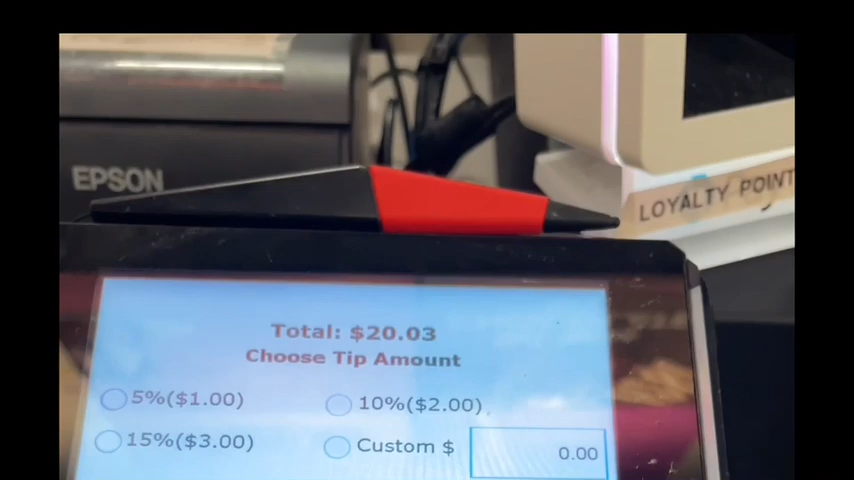 EPSON
LOYALTY POINT
Total: $20.03
Choose Tip Amount
5%($1.00)
10%($2.00)
15%($3.00)
Custom $ 0.00